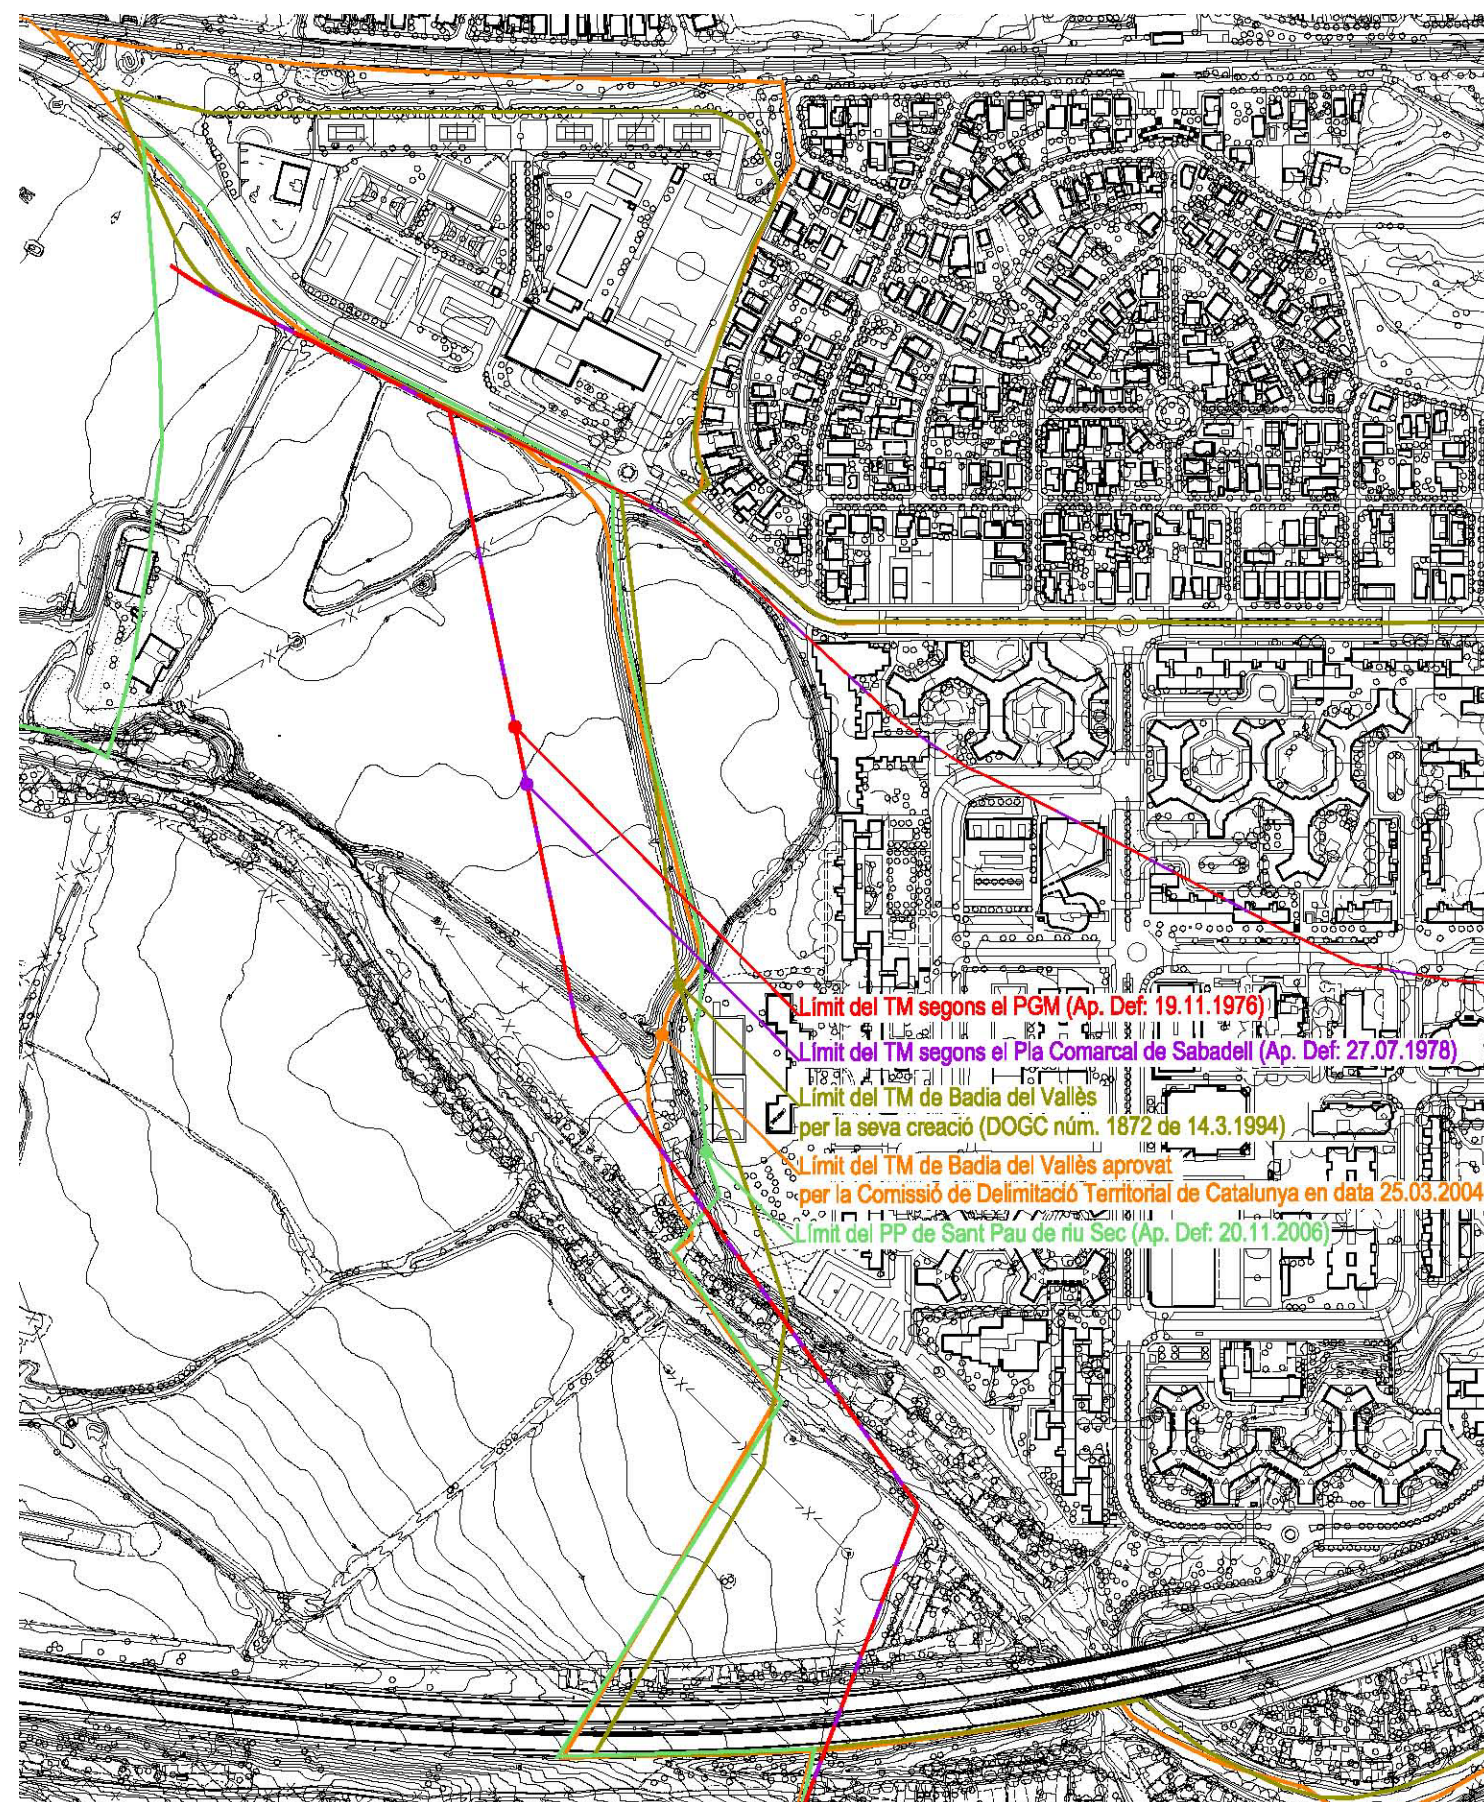 Límit del TM segons el PGM (Ap. Def: 19.11.1976)
Límit del TM segons el Pla Comarcal de Sabadell (Ap. Def: 27.07.1978)
Límit del TM de Badia del Vallès
per la seva creació (DOGC núm. 1872 de 14.3.1994)
Límit del TM de Badia del Vallès aprovat
per la Comissió de Delimitació Territorial de Catalunya en data 25.03.2004
Límit del PP de Sant Pau de riu Sec (Ap. Def: 20.11.2006)